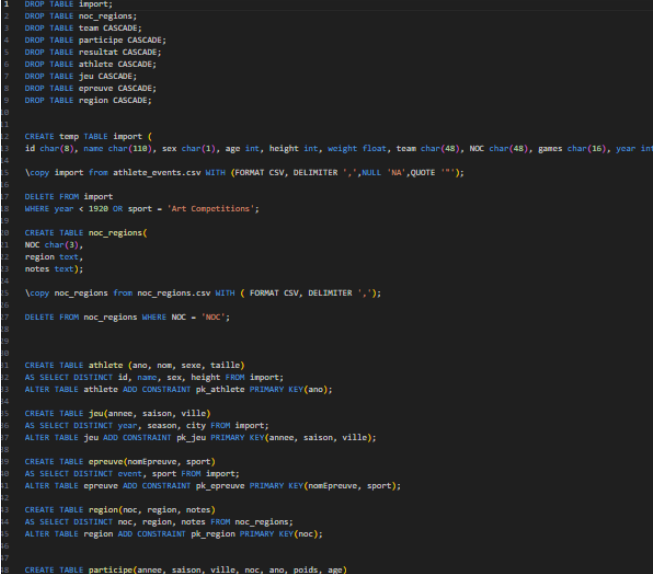 1 DROP TABLE import;
2 DROP TABLE noc_regions;
3 DROP TABLE team CASCADE;
4 DROP TABLE participe CASCADE;
5 DROP TABLE resultat CASCADE;
6 DROP TABLE athlete CASCADE;
7 DROP TABLE jeu CASCADE;
8 DROP TABLE epreuve CASCADE;
9 DROP TABLE region CASCADE;
10
11
12 CREATE temp TABLE import (
13 id char(8), name char(110), sex char(1), age int, height int, weight float, team char(48), NOC char(48), games char(16), year int
14
15 \copy import from athlete_events.csv WITH (FORMAT CSV, DELIMITER ',',NULL 'NA',QUOTE '"');
16
17 DELETE FROM import
18 WHERE year < 1920 OR sport = 'Art Competitions';
19
20 CREATE TABLE noc_regions(
21 NOC char(3),
22 region text,
23 notes text);
24
25 \copy noc_regions from noc_regions.csv WITH ( FORMAT CSV, DELIMITER ',');
26
27 DELETE FROM noc_regions WHERE NOC = 'NOC';
28
29
30
31 CREATE TABLE athlete (ano, nom, sexe, taille)
32 AS SELECT DISTINCT id, name, sex, height FROM import;
33 ALTER TABLE athlete ADD CONSTRAINT pk_athlete PRIMARY KEY(ano);
34
35 CREATE TABLE jeu(annee, saison, ville)
36 AS SELECT DISTINCT year, season, city FROM import;
37 ALTER TABLE jeu ADD CONSTRAINT pk_jeu PRIMARY KEY(annee, saison, ville);
38
39 CREATE TABLE epreuve(nomEpreuve, sport)
40 AS SELECT DISTINCT event, sport FROM import;
41 ALTER TABLE epreuve ADD CONSTRAINT pk_epreuve PRIMARY KEY(nomEpreuve, sport);
42
43 CREATE TABLE region(noc, region, notes)
44 AS SELECT DISTINCT noc, region, notes FROM noc_regions;
45 ALTER TABLE region ADD CONSTRAINT pk_region PRIMARY KEY(noc);
46
47
48 CREATE TABLE participe(annee, saison, ville, noc, ano, poids, age)